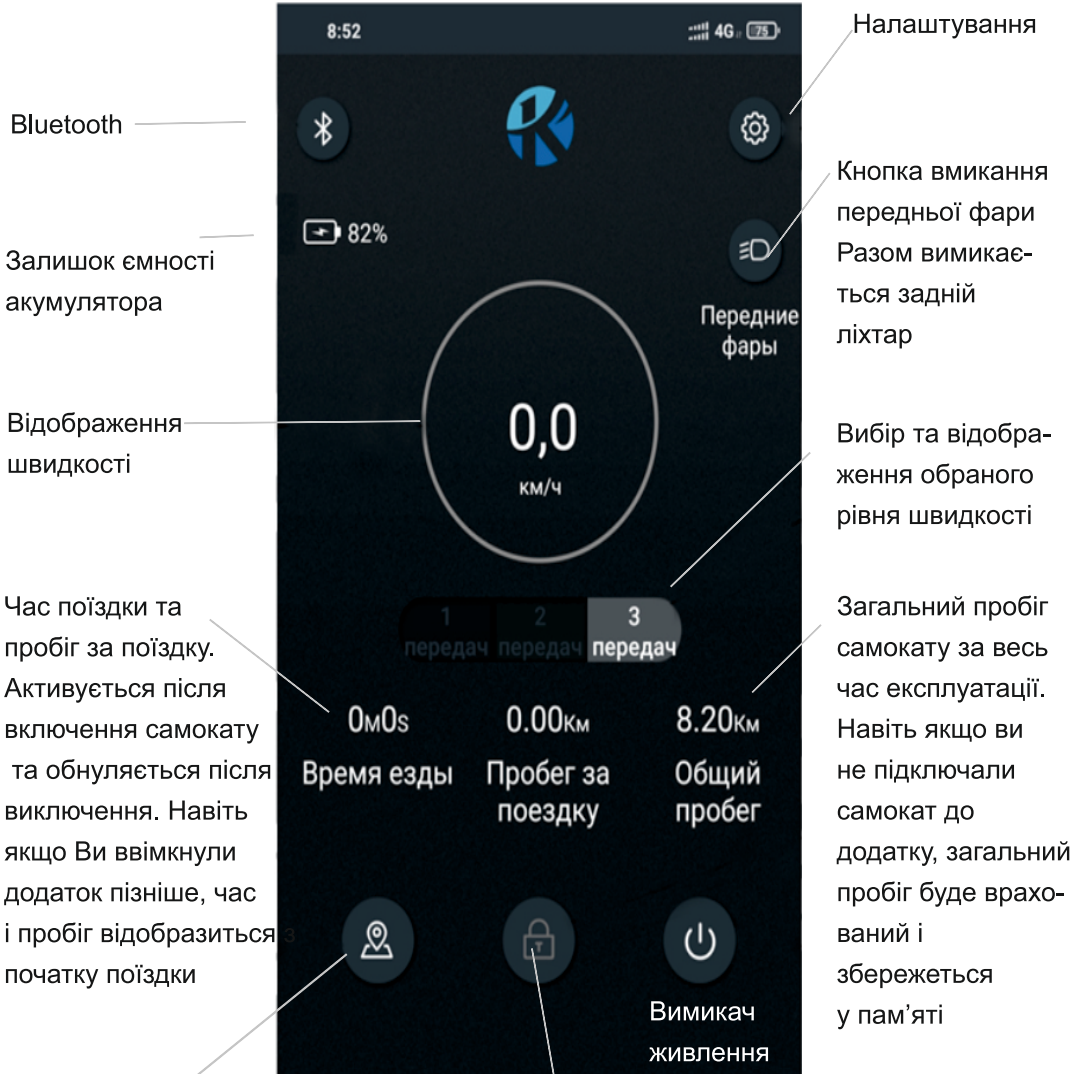 8:52
4G
75
Налаштування
Bluetooth
Кнопка вмикання
передньої фари
Разом вимикає-
ться задній
ліхтар
82%
Залишок ємності
акумулятора
Передние
фары
Відображення
швидкості
0,0
км/ч
Вибір та відобра-
ження обраного
рівня швидкості
1
передач
2
передач
3
передач
Час поїздки та
пробіг за поїздку.
Активується після
включення самокату
та обнуляється після
виключення. Навіть
якщо Ви ввімкнули
додаток пізніше, час
і пробіг відобразиться з
початку поїздки
0м0s
Время езды
0.00Км
Пробег за
поездку
8.20Км
Общий
пробег
Загальний пробіг
самокату за весь
час експлуатації.
Навіть якщо ви
не підключали
самокат до
додатку, загальний
пробіг буде врахо-
ваний і
збережеться
у пам’яті
Вимикач
живлення